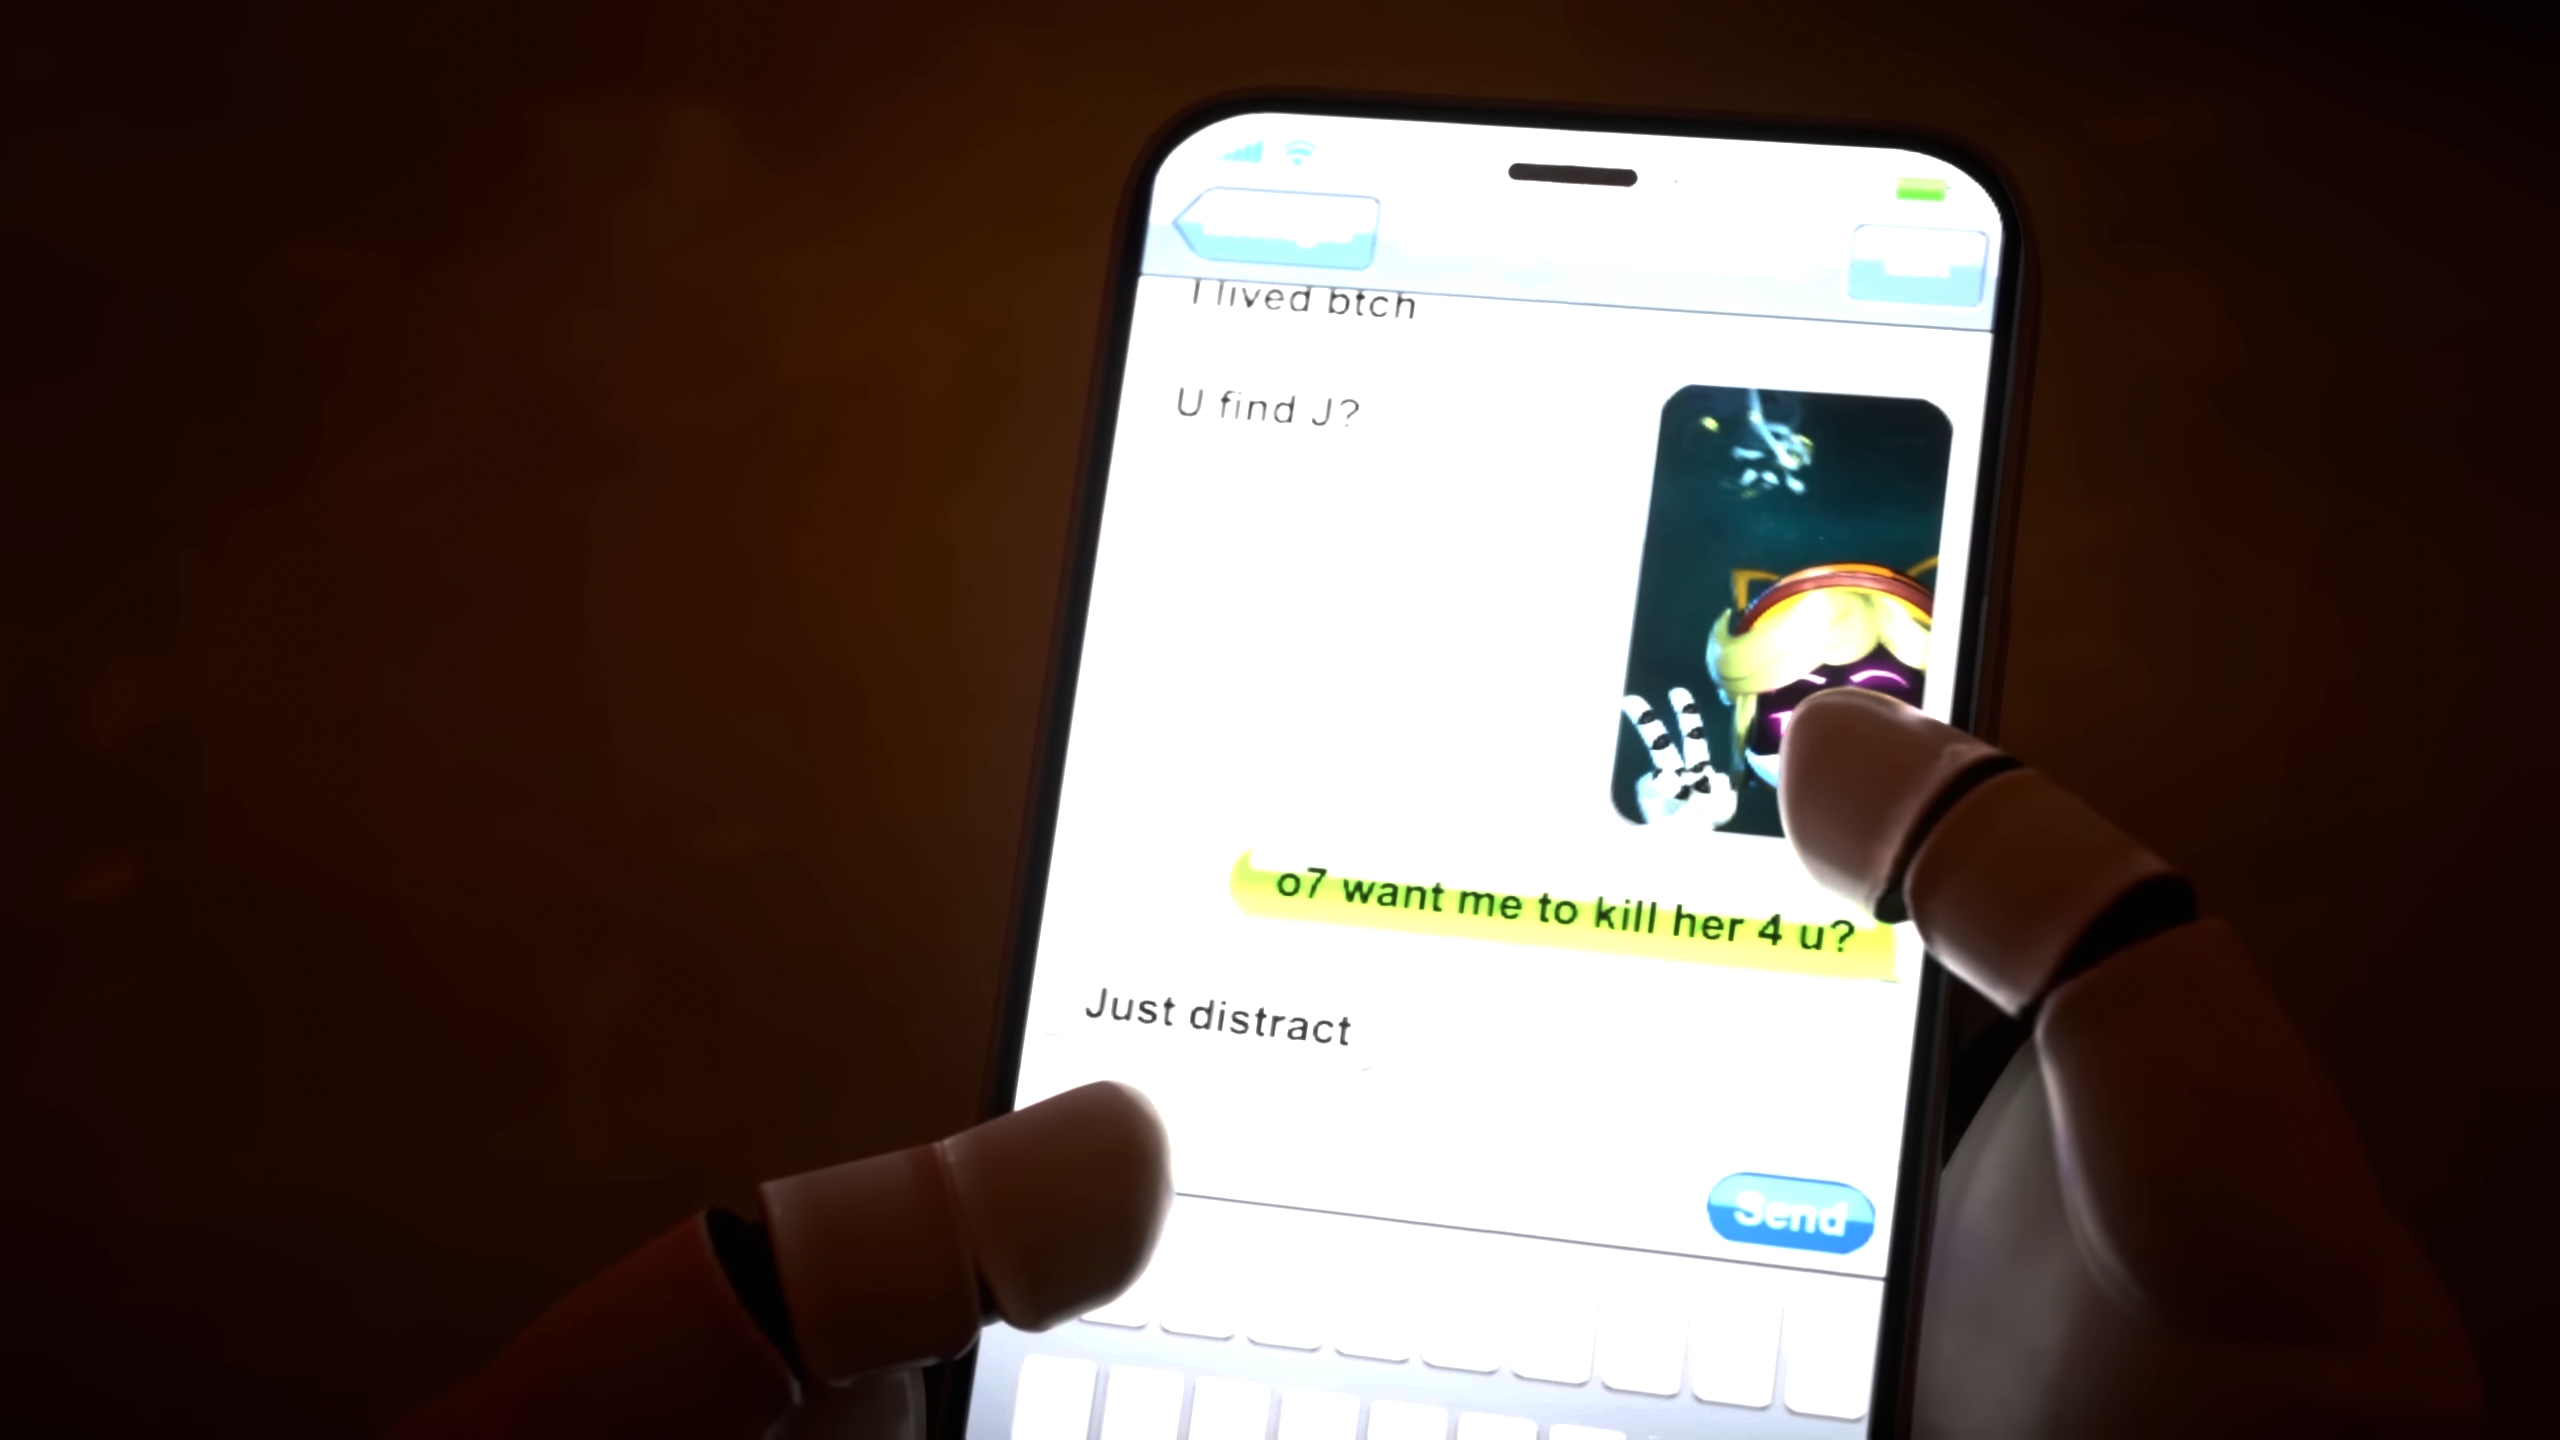 I lived btch
U find J?
o7 want me to kill her 4 u?
Just distract
Send